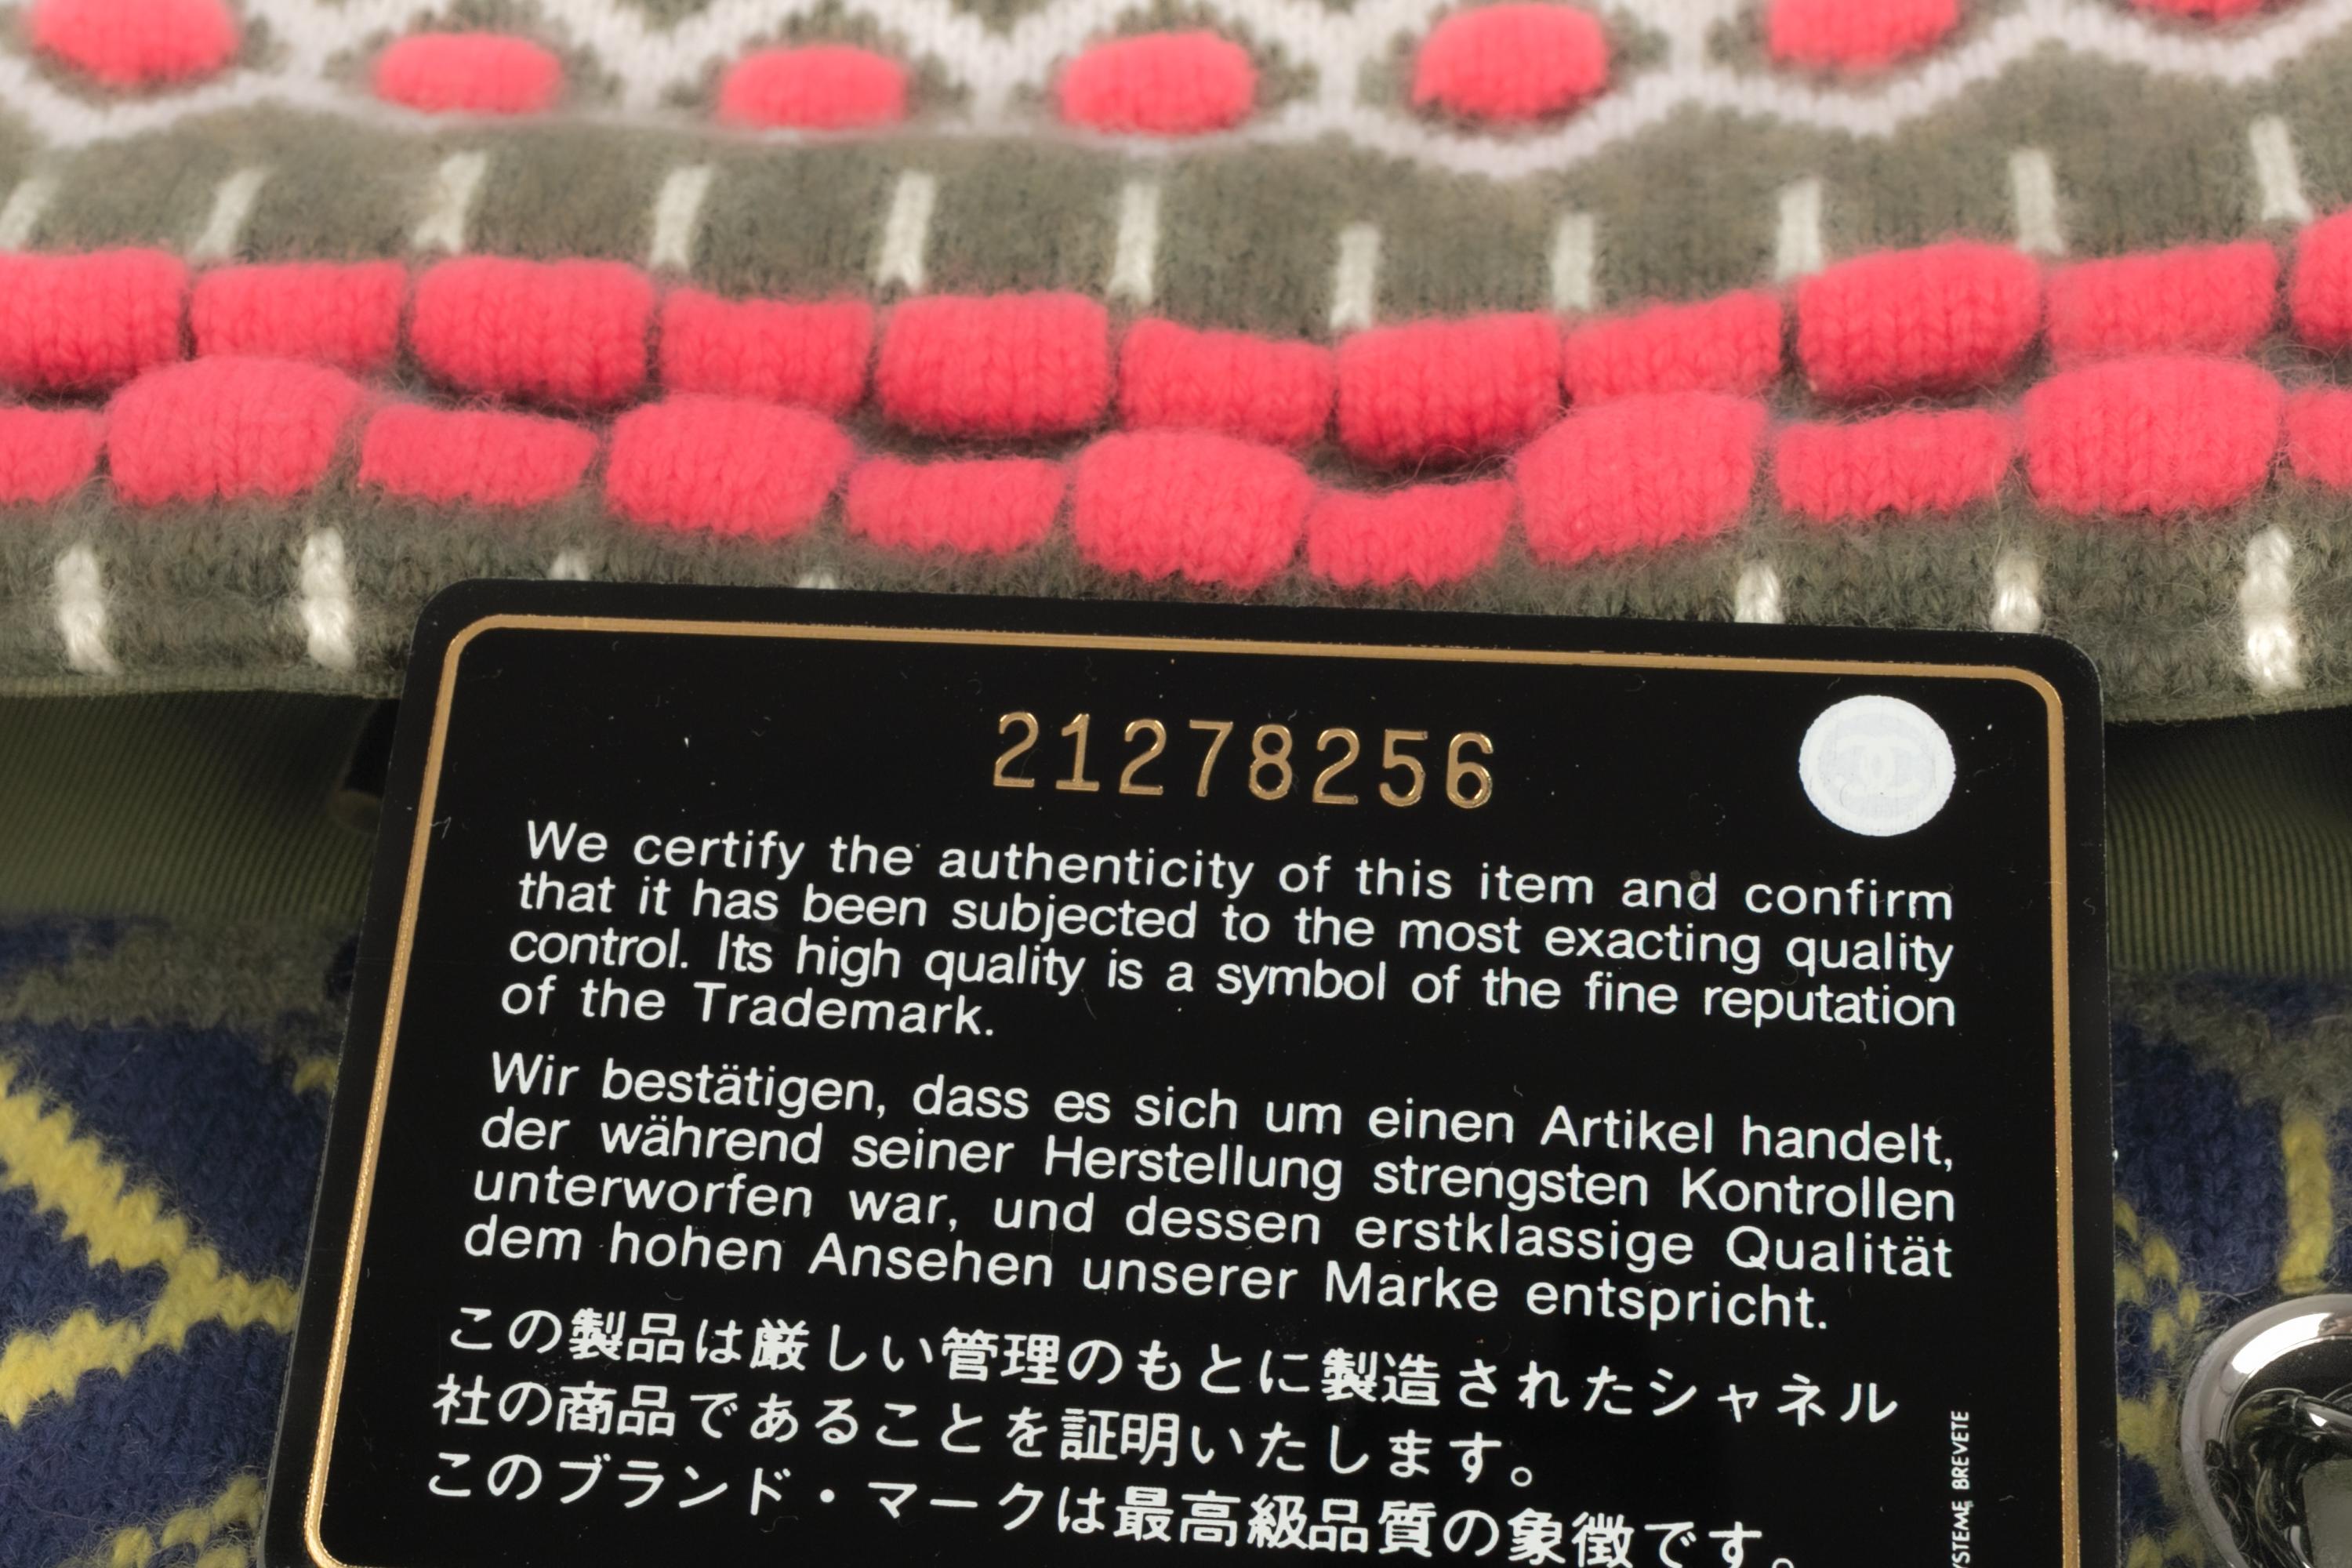 21278256
We certify the authenticity of this item and confirm
that it has been subjected to the most exacting quality
control. Its high quality is a symbol of the fine reputation
of the Trademark.
Wir bestätigen, dass es sich um einen Artikel handelt,
der während seiner Herstellung strengsten Kontrollen
unterworfen war, und dessen erstklassige Qualität
dem hohen Ansehen unserer Marke entspricht.
この製品は厳しい管理のもとに製造されたシャネル
社の商品であることを証明いたします。
このブランド・マークは最高級品質の象徴です。
YSTEME BREVETE